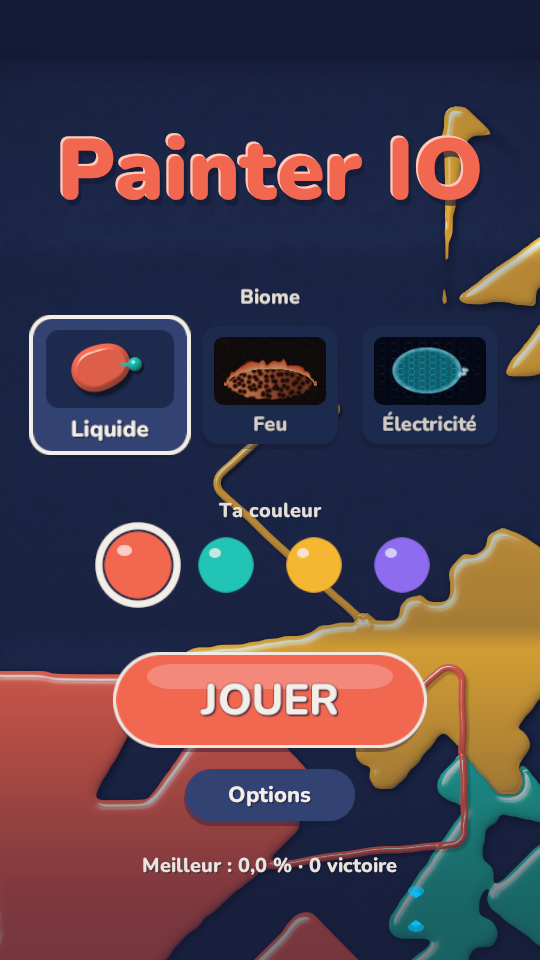 Painter IO
Biome
Liquide
Feu
Électricité
Ta couleur
JOUER
Options
Meilleur : 0,0 % · 0 victoire